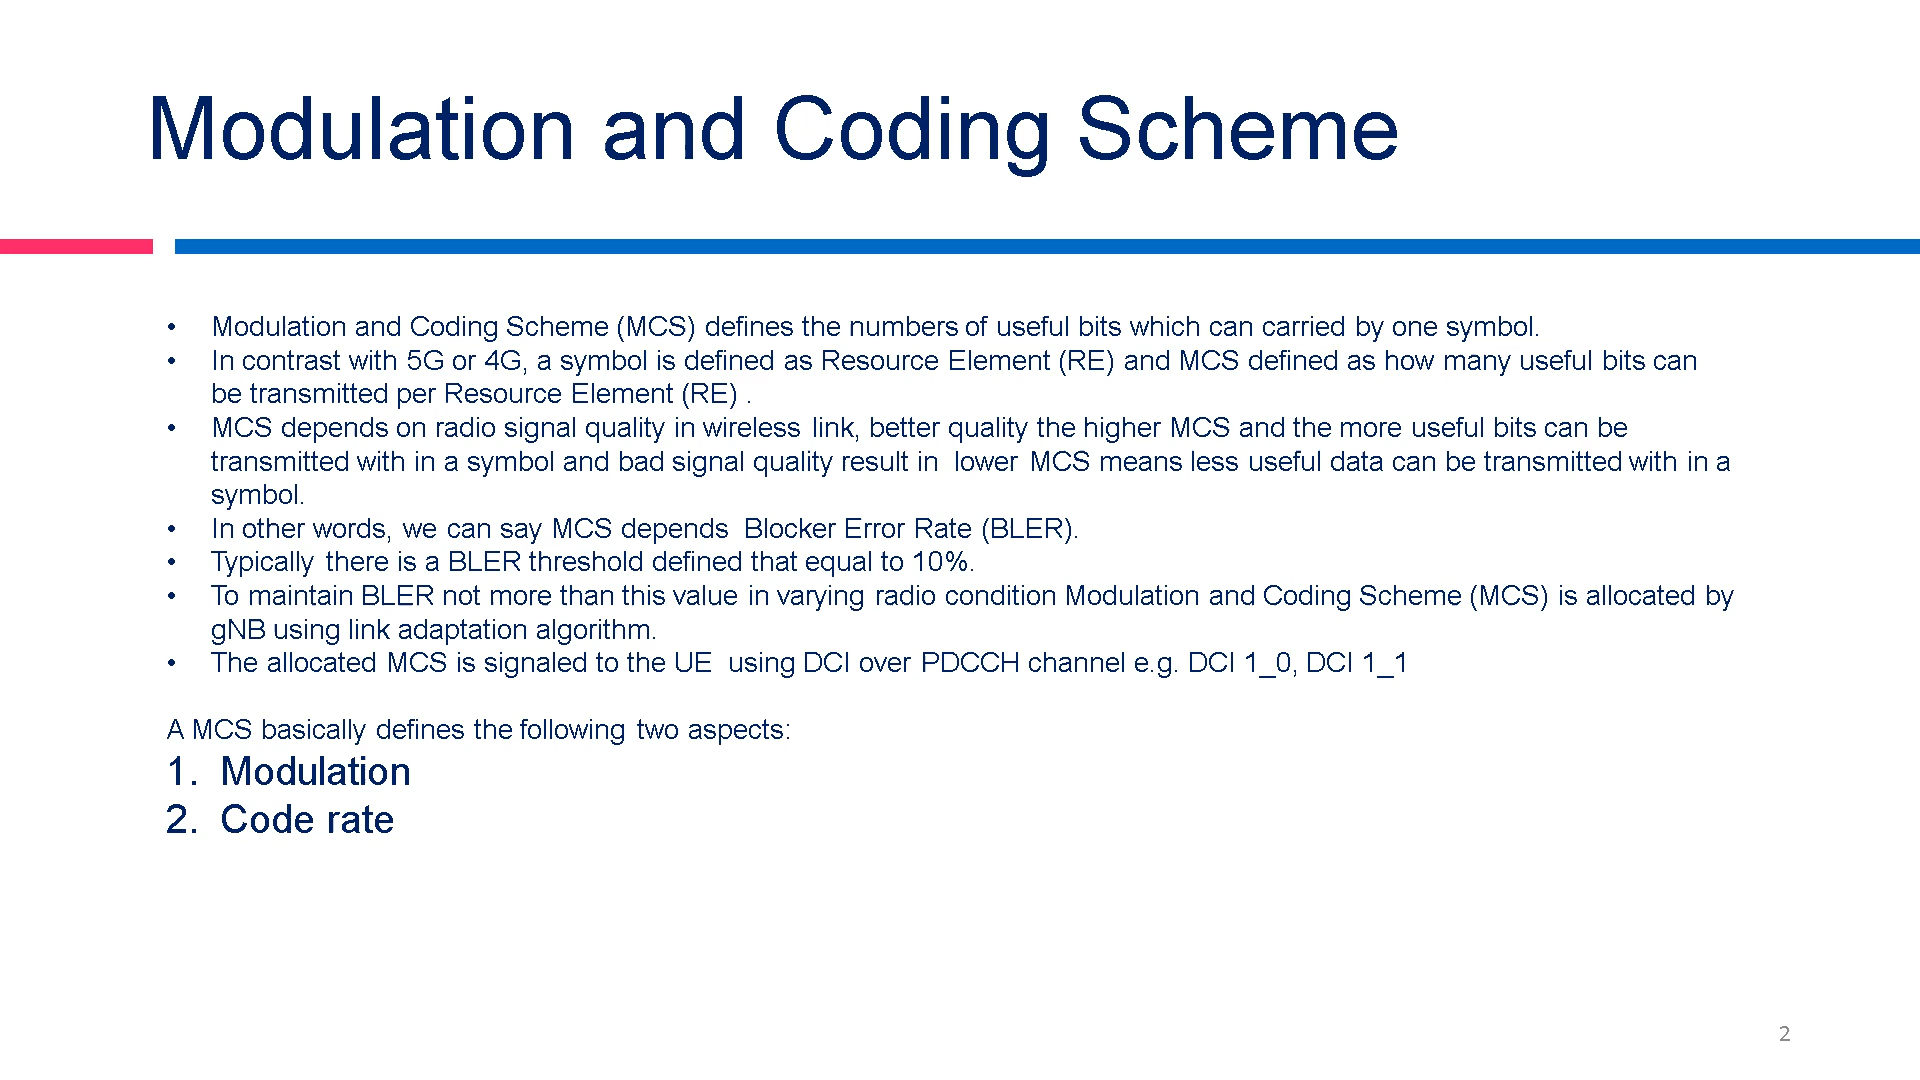 Modulation and Coding Scheme
• Modulation and Coding Scheme (MCS) defines the numbers of useful bits which can carried by one symbol.
• In contrast with 5G or 4G, a symbol is defined as Resource Element (RE) and MCS defined as how many useful bits can
be transmitted per Resource Element (RE) .
• MCS depends on radio signal quality in wireless link, better quality the higher MCS and the more useful bits can be
transmitted with in a symbol and bad signal quality result in lower MCS means less useful data can be transmitted with in a
symbol.
• In other words, we can say MCS depends Blocker Error Rate (BLER).
• Typically there is a BLER threshold defined that equal to 10%.
• To maintain BLER not more than this value in varying radio condition Modulation and Coding Scheme (MCS) is allocated by
gNB using link adaptation algorithm.
• The allocated MCS is signaled to the UE using DCI over PDCCH channel e.g. DCI 1_0, DCI 1_1
A MCS basically defines the following two aspects:
1. Modulation
2. Code rate
2